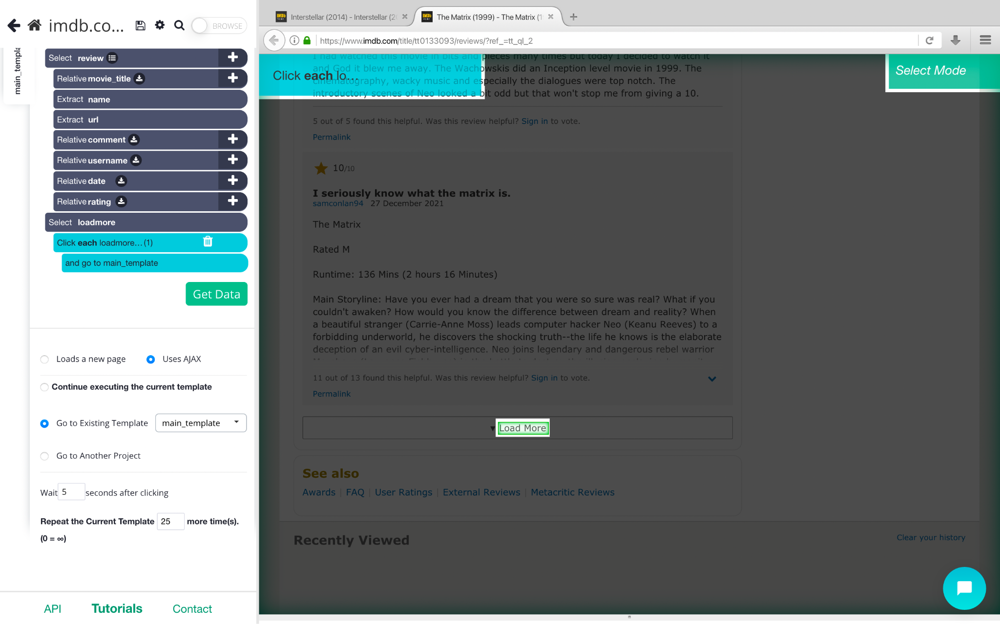 imdb.co...
BROWSE
main_templa
Select review
Relative movie_title
Extract name
Extract url
Relative comment
Relative username
Relative date
Relative rating
Select loadmore
Click each loadmore... (1)
and go to main_template
Get Data
Loads a new page
Uses AJAX
Continue executing the current template
Go to Existing Template main_template
Go to Another Project
Wait 5 seconds after clicking
Repeat the Current Template 25 more time(s).
(0 = ∞)
API Tutorials Contact
Interstellar (2014) - Interstellar (2
The Matrix (1999) - The Matrix (1
https://www.imdb.com/title/tt0133093/reviews/?ref_=tt_ql_2
Click each lo...
Select Mode
I had watched this movie in bits and pieces many times but today I decided to watch it
and God it blew me away. The Wachowskis did an Inception level movie in 1999. The
cinematography, wacky music and especially the dialogues were top notch. The
introductory scenes of Neo looked a bit odd but that won't stop me from giving a 10.
5 out of 5 found this helpful. Was this review helpful? Sign in to vote.
Permalink
10/10
I seriously know what the matrix is.
samconlan94 27 December 2021
The Matrix
Rated M
Runtime: 136 Mins (2 hours 16 Minutes)
Main Storyline: Have you ever had a dream that you were so sure was real? What if you
couldn't awaken? How would you know the difference between dream and reality? When
a beautiful stranger (Carrie-Anne Moss) leads computer hacker Neo (Keanu Reeves) to a
forbidding underworld, he discovers the shocking truth--the life he knows is the elaborate
deception of an evil cyber-intelligence. Neo joins legendary and dangerous rebel warrior
11 out of 13 found this helpful. Was this review helpful? Sign in to vote.
Permalink
Load More
See also
Awards | FAQ | User Ratings | External Reviews | Metacritic Reviews
Recently Viewed
Clear your history